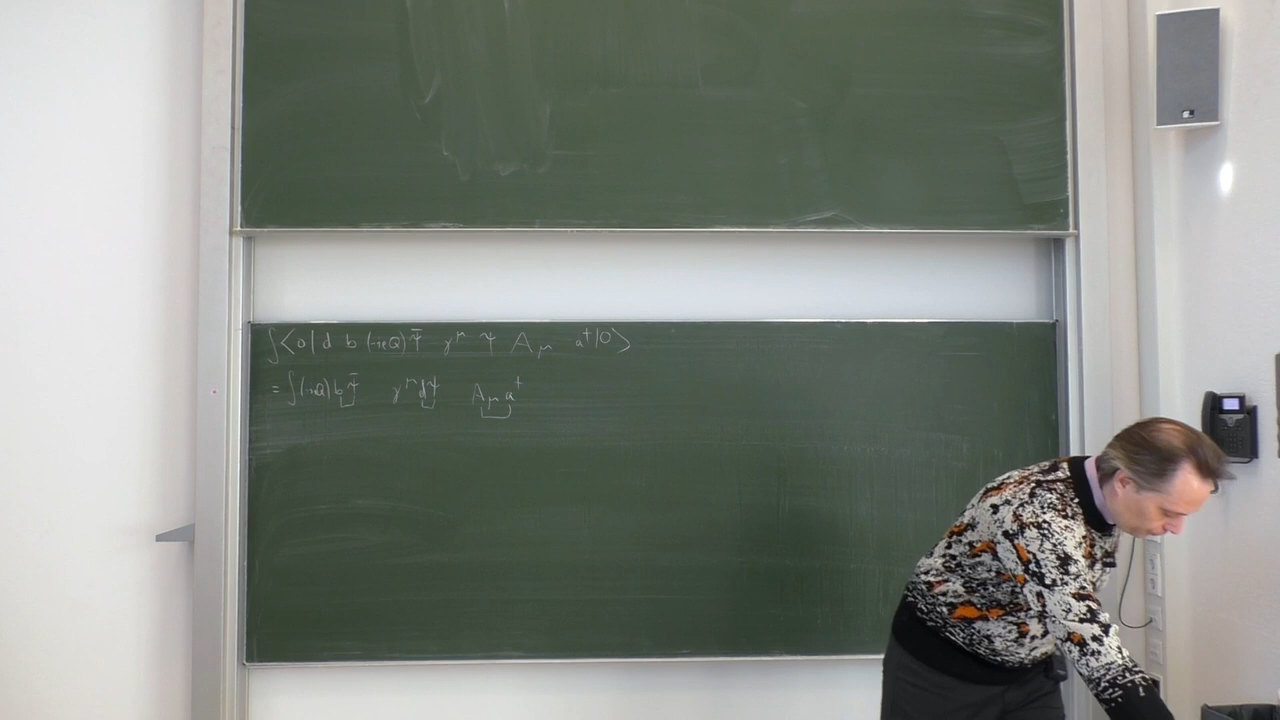 ∫⟨0| d b (-ieQ) ψ̄ γ^μ ψ A_μ a†|0⟩
= ∫(-ieQ) b ψ̄ γ^μ d ψ A_μ a†